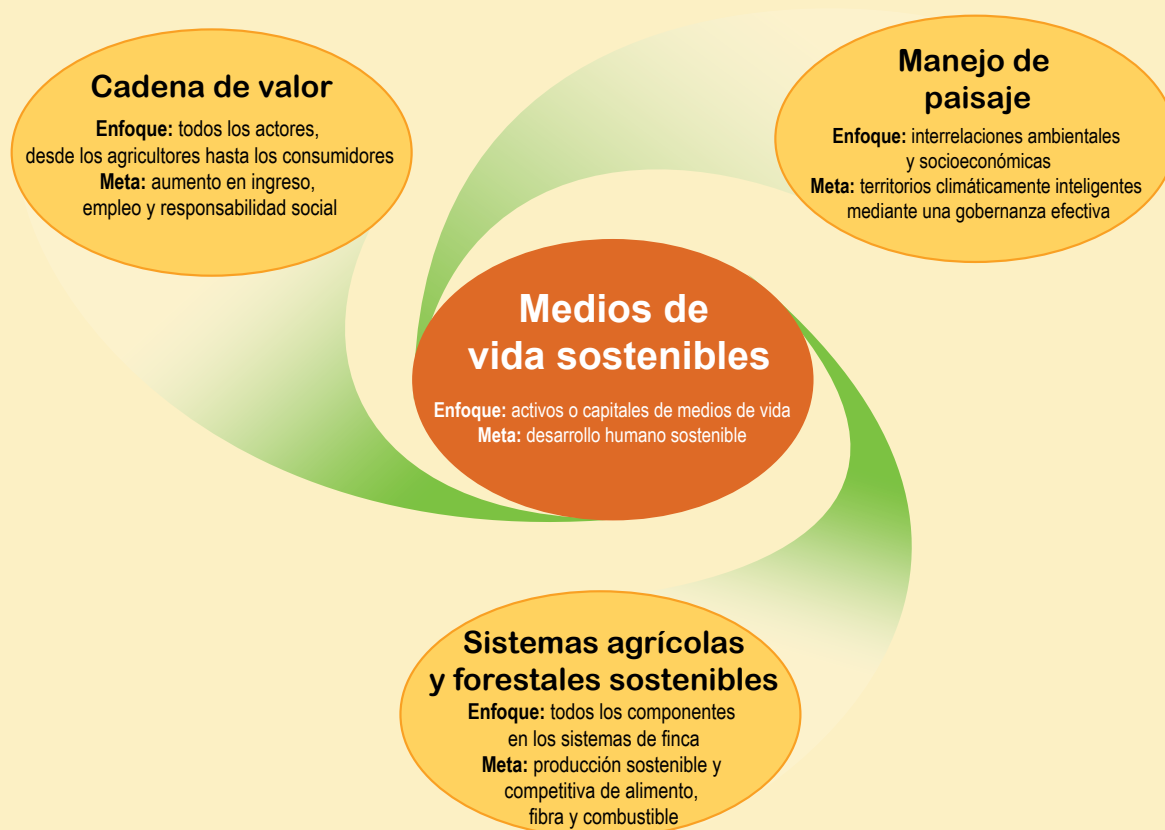 Cadena de valor
Enfoque: todos los actores,
desde los agricultores hasta los consumidores
Meta: aumento en ingreso,
empleo y responsabilidad social
Manejo de
paisaje
Enfoque: interrelaciones ambientales
y socioeconómicas
Meta: territorios climáticamente inteligentes
mediante una gobernanza efectiva
Medios de
vida sostenibles
Enfoque: activos o capitales de medios de vida
Meta: desarrollo humano sostenible
Sistemas agrícolas
y forestales sostenibles
Enfoque: todos los componentes
en los sistemas de finca
Meta: producción sostenible y
competitiva de alimento,
fibra y combustible